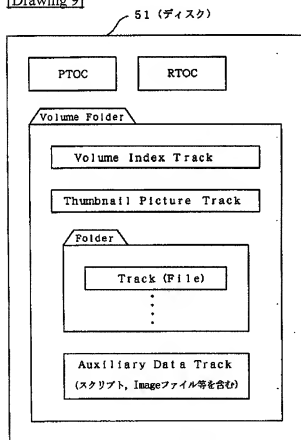 [Drawing 9]
51 (ディスク)
PTOC
RTOC
Volume Folder
Volume Index Track
Thumbnail Picture Track
Folder
Track (File)
Auxiliary Data Track
(スクリプト, Imageファイル等を含む)